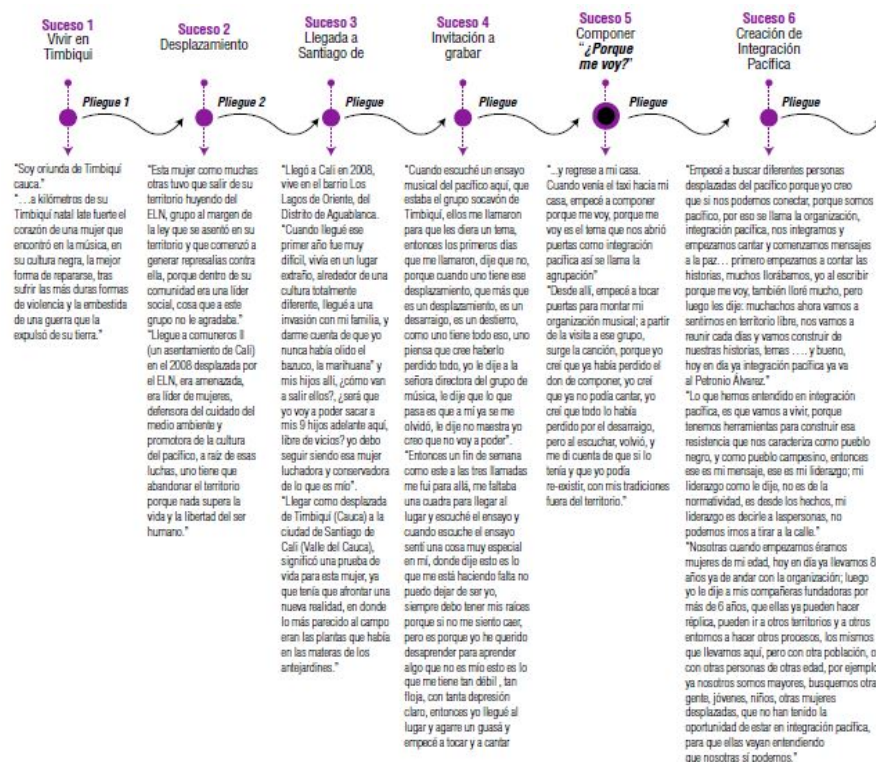 Suceso 1
Vivir en
Timbiqui
Suceso 2
Desplazamiento
Suceso 3
Llegada a
Santiago de
Suceso 4
Invitación a
grabar
Suceso 5
Componer
"¿Porque
me voy?"
Suceso 6
Creación de
Integración
Pacífica
Pliegue 1
Pliegue 2
Pliegue
Pliegue
Pliegue
Pliegue
"Soy oriunda de Timbiquí
cauca."
"…a kilómetros de su
Timbiquí natal late fuerte el
corazón de una mujer que
encontró en la música, en
su cultura negra, la mejor
forma de repararse, tras
sufrir las más duras formas
de violencia y la embestida
de una guerra que la
expulsó de su tierra."
"Esta mujer como muchas
otras tuvo que salir de su
territorio huyendo del
ELN, grupo al margen de
la ley que se asentó en su
territorio y que comenzó a
generar represalias contra
ella, porque dentro de su
comunidad era una líder
social, cosa que a este
grupo no le agradaba."
"Llegue a comuneros II
(un asentamiento de Cali)
en el 2008 desplazada por
el ELN, era amenazada,
era líder de mujeres,
defensora del cuidado del
medio ambiente y
promotora de la cultura
del pacífico, a raíz de esas
luchas, uno tiene que
abandonar el territorio
porque nada supera la
vida y la libertad del ser
humano."
"Llegó a Cali en 2008,
vive en el barrio Los
Lagos de Oriente, del
Distrito de Aguablanca.
"Cuando llegué ese
primer año fue muy
difícil, vivía en un lugar
extraño, alrededor de una
cultura totalmente
diferente, llegué a una
invasión con mi familia, y
darme cuenta de que yo
nunca había olido el
bazuco, la marihuana" y
mis hijos allí, ¿cómo van
a salir ellos?, ¿será que
yo voy a poder sacar a
mis 9 hijos adelante aquí,
libre de vicios? yo debo
seguir siendo esa mujer
luchadora y conservadora
de lo que es mío".
"Llegar como desplazada
de Timbiquí (Cauca) a la
ciudad de Santiago de
Cali (Valle del Cauca),
significó una prueba de
vida para esta mujer, ya
que tenía que afrontar una
nueva realidad, en donde
lo más parecido al campo
eran las plantas que había
en las materas de los
antejardines."
"Cuando escuché un ensayo
musical del pacífico aquí, que
estaba el grupo socavón de
Timbiquí, ellos me llamaron
para que les diera un tema,
entonces los primeros días
que me llamaron, dije que no,
porque cuando uno tiene ese
desplazamiento, que más que
es un desplazamiento, es un
desarraigo, es un destierro,
como uno tiene todo eso, uno
piensa que cree haberlo
perdido todo, yo le dije a la
señora directora del grupo de
música, le dije que lo que
pasa es que a mí ya se me
olvidó, le dije no maestra yo
creo que no voy a poder".
"Entonces un fin de semana
como este a las tres llamadas
me fui para allá, me faltaba
una cuadra para llegar al
lugar y escuché el ensayo y
cuando escuche el ensayo
sentí una cosa muy especial
en mí, donde dije esto es lo
que me está haciendo falta no
puedo dejar de ser yo,
siempre debo tener mis raíces
porque si no me siento caer,
pero es porque yo he querido
desaprender para aprender
algo que no es mío esto es lo
que me tiene tan débil , tan
floja, con tanta depresión
claro, entonces yo llegué al
lugar y agarre un guasá y
empecé a tocar y a cantar
"...y regrese a mi casa.
Cuando venía el taxi hacia mi
casa, empecé a componer
porque me voy, porque me
voy es el tema que nos abrió
puertas como integración
pacífica así se llama la
agrupación"
"Desde allí, empecé a tocar
puertas para montar mi
organización musical; a partir
de la visita a ese grupo,
surge la canción, porque yo
creí que ya había perdido el
don de componer, yo creí
que ya no podía cantar, yo
creí que todo lo había
perdido por el desarraigo,
pero al escuchar, volvió, y
me di cuenta de que si lo
tenía y que yo podía
re-existir, con mis tradiciones
fuera del territorio."
"Empecé a buscar diferentes personas
desplazadas del pacifico porque yo creo
que si nos podemos conectar, porque somos
pacífico, por eso se llama la organización,
integración pacífica, nos integramos y
empezamos cantar y comenzamos mensajes
a la paz… primero empezamos a contar las
historias, muchos llorábamos, yo al escribir
porque me voy, también lloré mucho, pero
luego les dije: muchachos ahora vamos a
sentirnos en territorio libre, nos vamos a
reunir cada días y vamos construir de
nuestras historias, temas …. y bueno,
hoy en día ya integración pacífica ya va
al Petronio Álvarez."
"Lo que hemos entendido en integración
pacífica, es que vamos a vivir, porque
tenemos herramientas para construir esa
resistencia que nos caracteriza como pueblo
negro, y como pueblo campesino, entonces
ese es mi mensaje, ese es mi liderazgo; mi
liderazgo como le dije, no es de la
normatividad, es desde los hechos, mi
liderazgo es decirle a laspersonas, no
podemos irnos a tirar a la calle."
"Nosotras cuando empezamos éramos
mujeres de mi edad, hoy en día ya llevamos 8
años ya de andar con la organización; luego
yo le dije a mis compañeras fundadoras por
más de 6 años, que ellas ya pueden hacer
réplica, pueden ir a otros territorios y a otros
entornos a hacer otros procesos, los mismos
que llevamos aquí, pero con otra población, o
con otras personas de otras edad, por ejemplo
ya nosotros somos mayores, busquemos otra
gente, jóvenes, niños, otras mujeres
desplazadas, que no han tenido la
oportunidad de estar en integración pacífica,
para que ellas vayan entendiendo
que nosotras sí podemos."